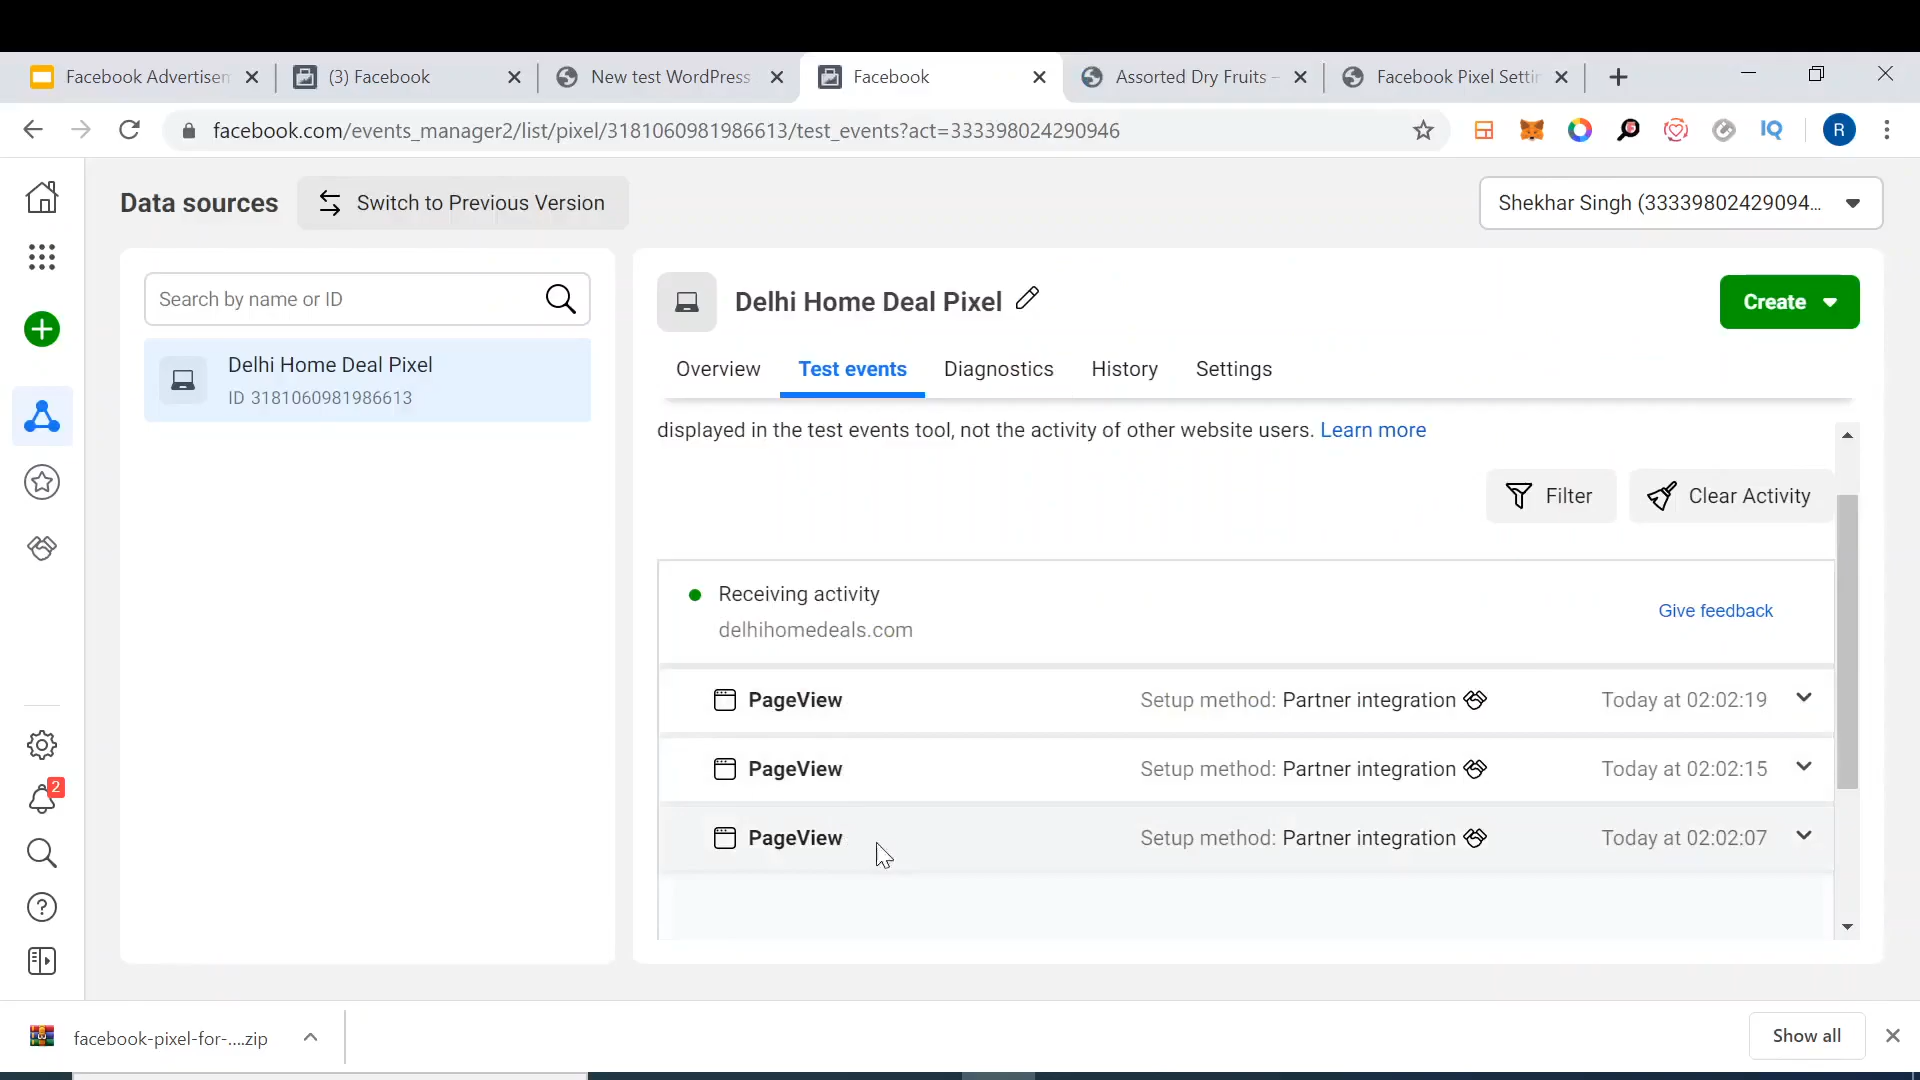 Facebook Advertisen
(3) Facebook
New test WordPress
Facebook
Assorted Dry Fruits -
Facebook Pixel Settin
facebook.com/events_manager2/list/pixel/3181060981986613/test_events?act=333398024290946
IQ
R
Data sources
Switch to Previous Version
Shekhar Singh (33339802429094...
Search by name or ID
Delhi Home Deal Pixel
ID 3181060981986613
Delhi Home Deal Pixel
Create
Overview
Test events
Diagnostics
History
Settings
displayed in the test events tool, not the activity of other website users. Learn more
Filter
Clear Activity
Receiving activity
delhihomedeals.com
Give feedback
PageView Setup method: Partner integration Today at 02:02:19
PageView Setup method: Partner integration Today at 02:02:15
PageView Setup method: Partner integration Today at 02:02:07
2
facebook-pixel-for-....zip
Show all